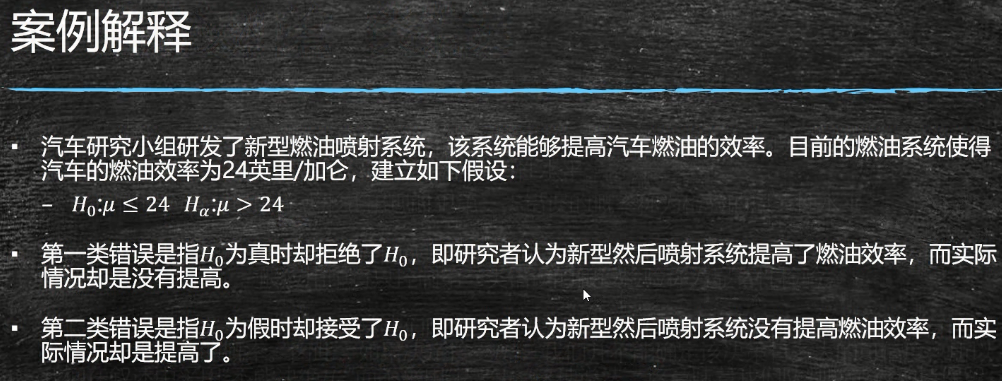 案例解释
▪ 汽车研究小组研发了新型燃油喷射系统，该系统能够提高汽车燃油的效率。目前的燃油系统使得
汽车的燃油效率为24英里/加仑，建立如下假设：
– H₀:μ ≤ 24 Hα:μ > 24
▪ 第一类错误是指H₀为真时却拒绝了H₀，即研究者认为新型然后喷射系统提高了燃油效率，而实际
情况却是没有提高。
▪ 第二类错误是指H₀为假时却接受了H₀，即研究者认为新型然后喷射系统没有提高燃油效率，而实
际情况却是提高了。